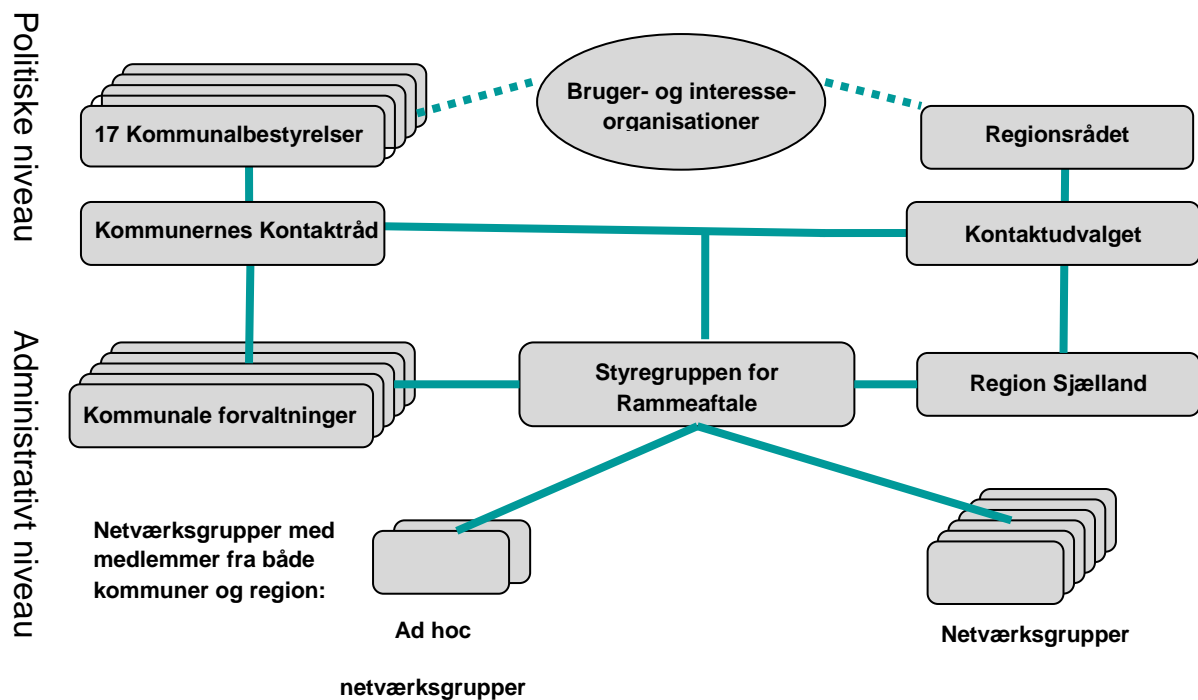 Politiske niveau
Bruger- og interesse-
organisationer
17 Kommunalbestyrelser
Regionsrådet
Kommunernes Kontaktråd
Kontaktudvalget
Administrativt niveau
Styregruppen for
Rammeaftale
Kommunale forvaltninger
Region Sjælland
Netværksgrupper med
medlemmer fra både
kommuner og region:
Ad hoc
netværksgrupper
Netværksgrupper